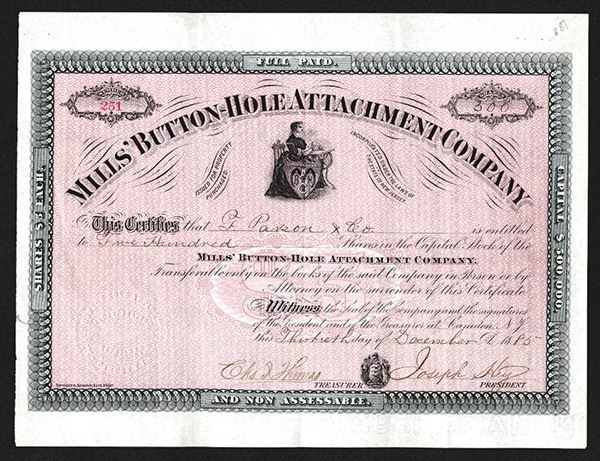 FULL PAID.
251
500
MILLS' BUTTON-HOLE ATTACHMENT COMPANY
ISSUED FOR PROPERTY
PURCHASED
INCORPORATED UNDER THE LAWS OF
THE STATE OF NEW JERSEY
This Certifies that F Paxson & Co. is entitled
to Five Hundred Shares in the Capital Stock of the
MILLS' BUTTON-HOLE ATTACHMENT COMPANY.
Transferable only on the books of the said Company in Person or by
Attorney on the surrender of this Certificate
Witness the Seal of the company and the signatures
of the President and of the Treasurer at Camden, N.J.
this Thirtieth day of December A.D. 1885
TREASURER
Joseph
PRESIDENT
SHARES $5 EACH.
CAPITAL $500,000.
AND NON ASSESSABLE.